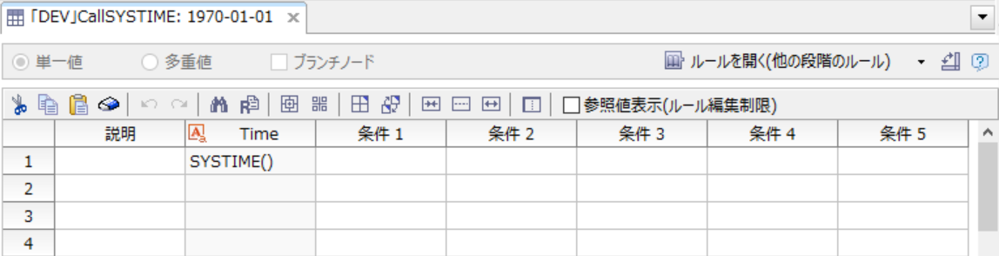 「DEV」CallSYSTIME: 1970-01-01
単一値 多重値 ブランチノード ルールを開く(他の段階のルール)
参照値表示(ルール編集制限)
説明 Time 条件 1 条件 2 条件 3 条件 4 条件 5
1 SYSTIME()
2
3
4